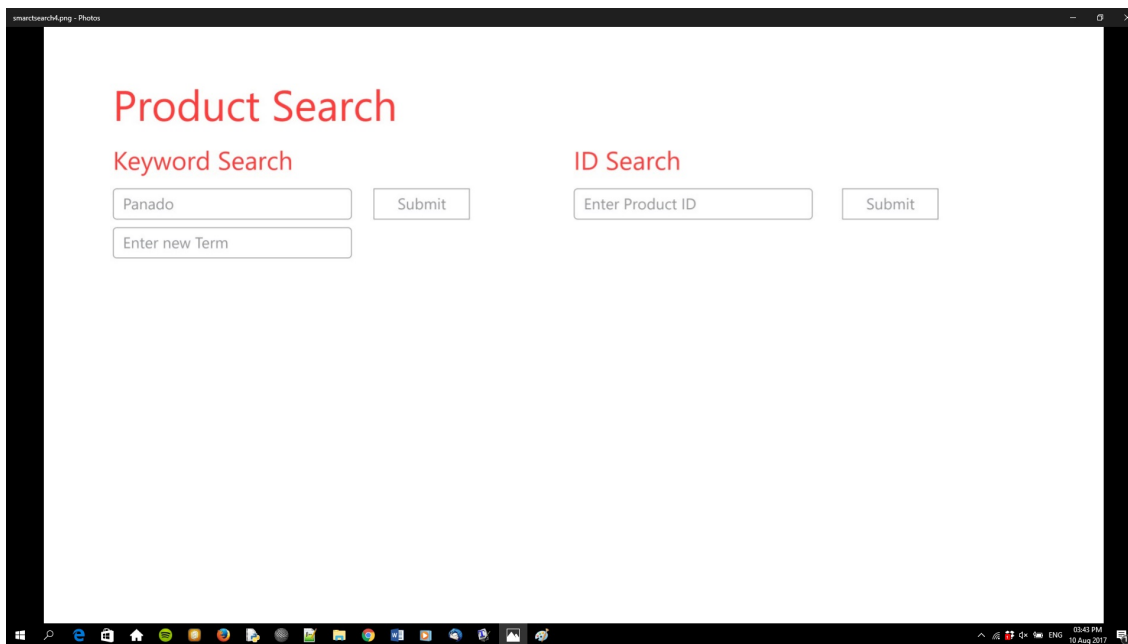 smarctsearch4.png - Photos
Product Search
Keyword Search
ID Search
Panado
Submit
Enter Product ID
Submit
Enter new Term
ENG
03:43 PM
10 Aug 2017